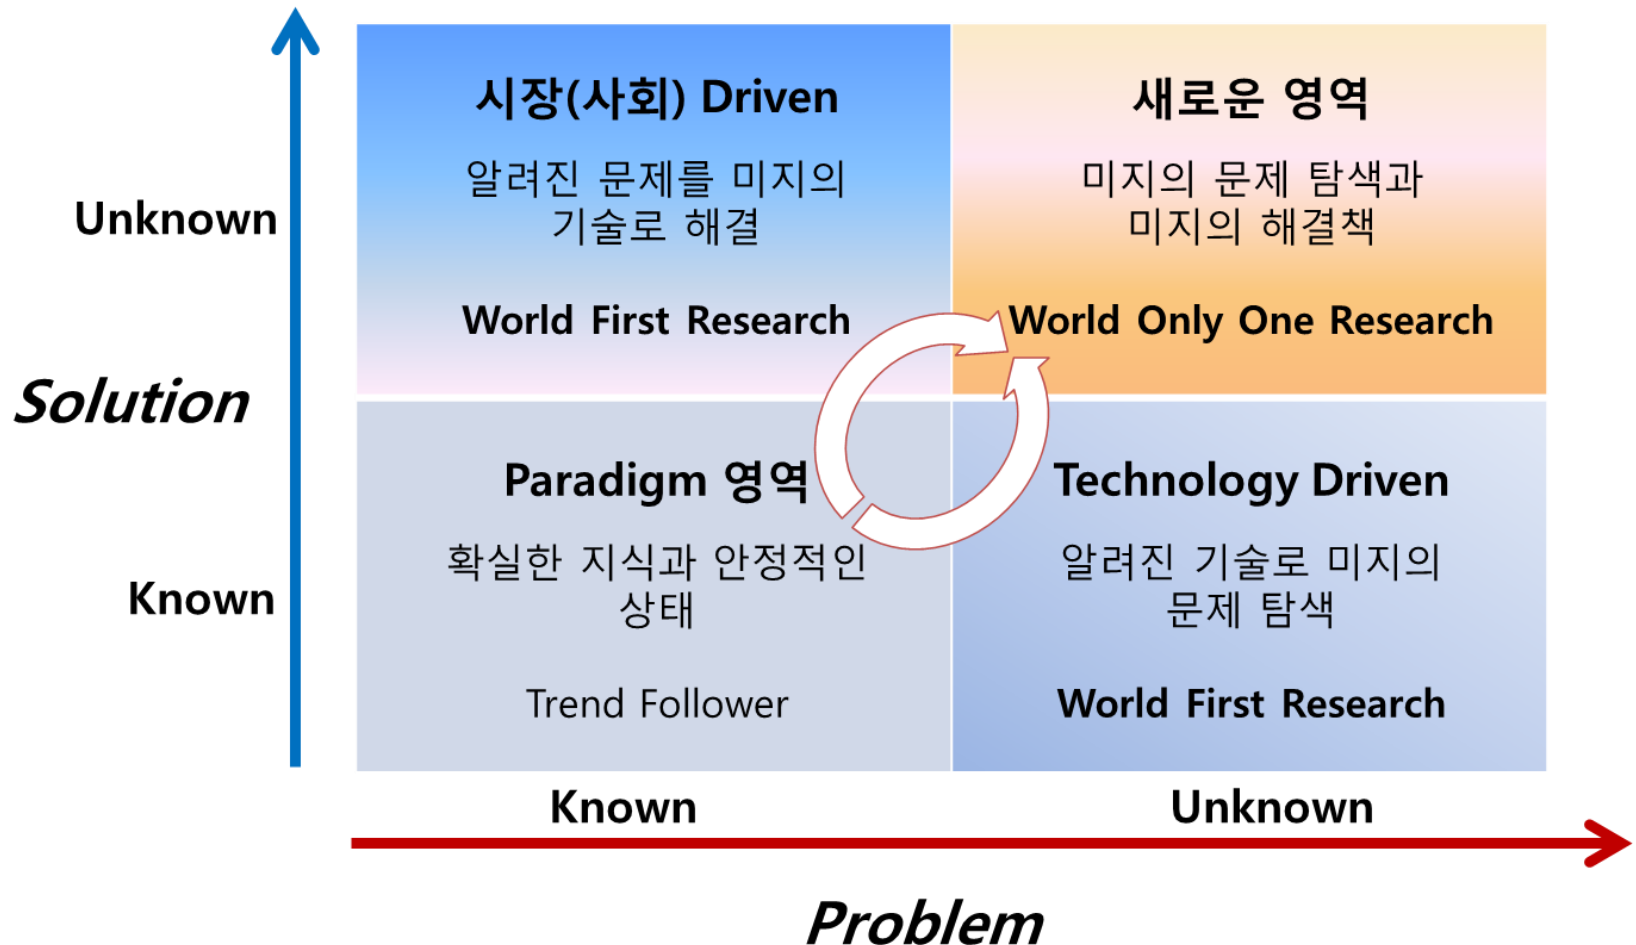 시장(사회) Driven
알려진 문제를 미지의
기술로 해결
World First Research
새로운 영역
미지의 문제 탐색과
미지의 해결책
World Only One Research
Unknown
Solution
Known
Paradigm 영역
확실한 지식과 안정적인
상태
Trend Follower
Technology Driven
알려진 기술로 미지의
문제 탐색
World First Research
Known
Unknown
Problem